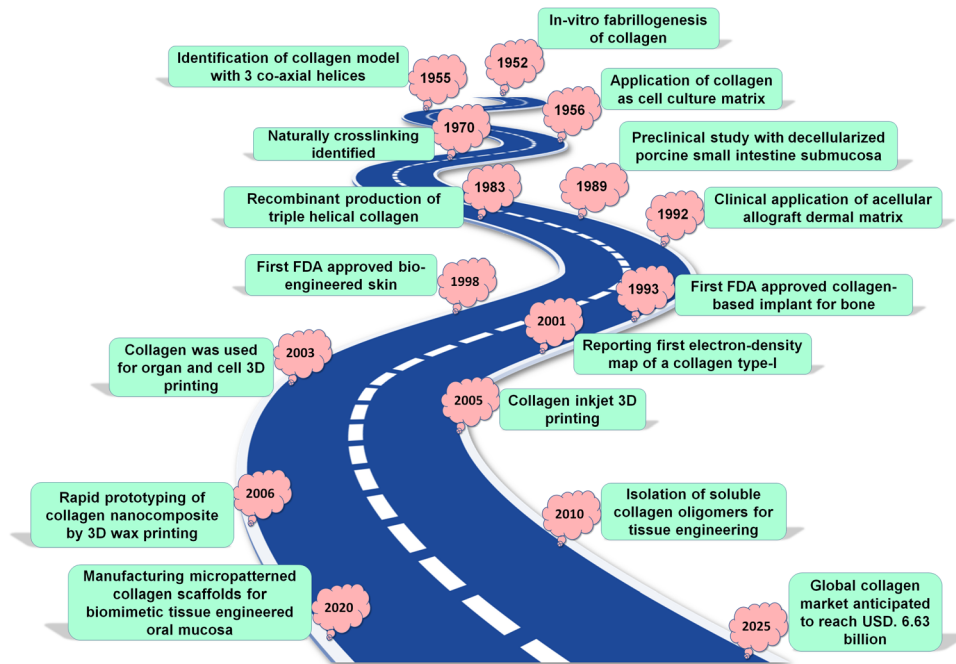 In-vitro fabrillogenesis
of collagen
1952
Identification of collagen model
with 3 co-axial helices
1955
Application of collagen
as cell culture matrix
1956
Naturally crosslinking
identified
1970
Preclinical study with decellularized
porcine small intestine submucosa
1989
Recombinant production of
triple helical collagen
1983
Clinical application of acellular
allograft dermal matrix
1992
First FDA approved bio-
engineered skin
1998
First FDA approved collagen-
based implant for bone
1993
2001
Reporting first electron-density
map of a collagen type-I
Collagen was used
for organ and cell 3D
printing
2003
2005
Collagen inkjet 3D
printing
Rapid prototyping of
collagen nanocomposite
by 3D wax printing
2006
2010
Isolation of soluble
collagen oligomers for
tissue engineering
Manufacturing micropatterned
collagen scaffolds for
biomimetic tissue engineered
oral mucosa
2020
2025
Global collagen
market anticipated
to reach USD. 6.63
billion